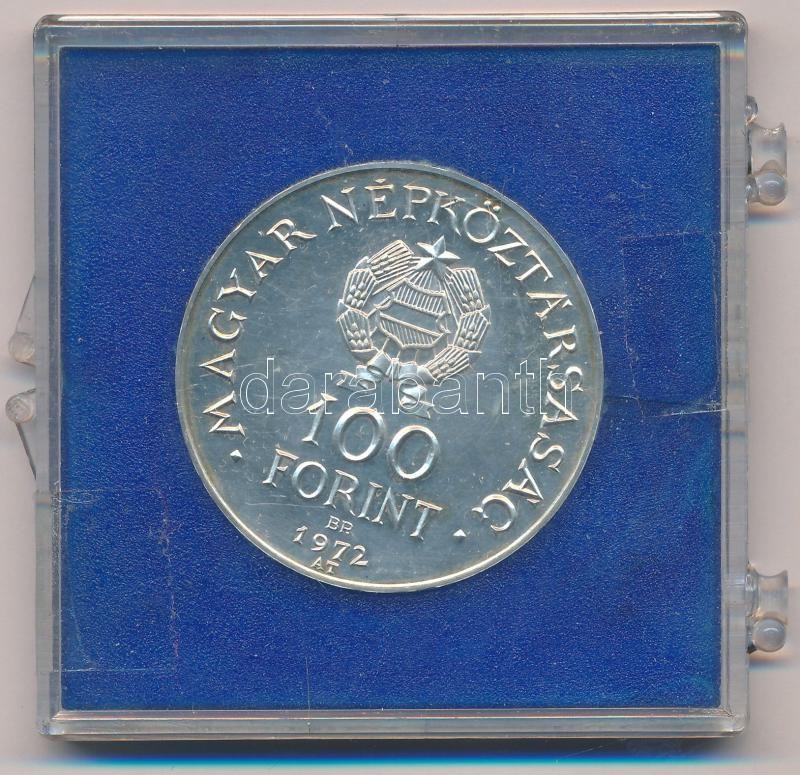 · MAGYAR NÉPKÖZTÁRSASÁG ·
darabanth
100
FORINT
BP.
1972
AT